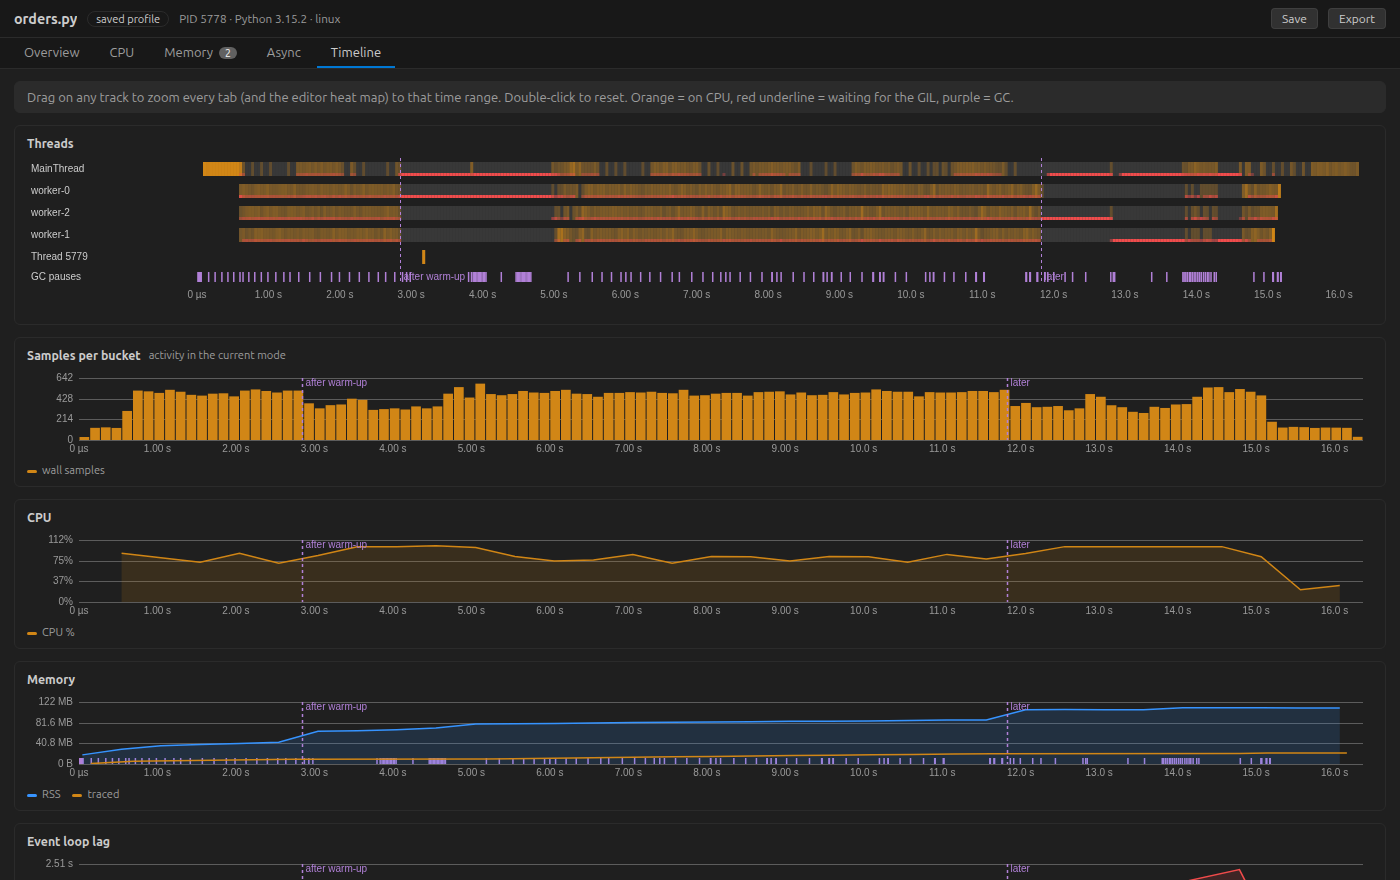 orders.py saved profile PID 5778 · Python 3.15.2 · linux Save Export
Overview CPU Memory 2 Async Timeline
Drag on any track to zoom every tab (and the editor heat map) to that time range. Double-click to reset. Orange = on CPU, red underline = waiting for the GIL, purple = GC.
Threads
MainThread
worker-0
worker-2
worker-1
Thread 5779
GC pauses after warm-up later
0 µs 1.00 s 2.00 s 3.00 s 4.00 s 5.00 s 6.00 s 7.00 s 8.00 s 9.00 s 10.0 s 11.0 s 12.0 s 13.0 s 14.0 s 15.0 s 16.0 s
Samples per bucket activity in the current mode
642 after warm-up later
428
214
0
0 µs 1.00 s 2.00 s 3.00 s 4.00 s 5.00 s 6.00 s 7.00 s 8.00 s 9.00 s 10.0 s 11.0 s 12.0 s 13.0 s 14.0 s 15.0 s 16.0 s
wall samples
CPU
112% after warm-up later
75%
37%
0%
0 µs 1.00 s 2.00 s 3.00 s 4.00 s 5.00 s 6.00 s 7.00 s 8.00 s 9.00 s 10.0 s 11.0 s 12.0 s 13.0 s 14.0 s 15.0 s 16.0 s
CPU %
Memory
122 MB after warm-up later
81.6 MB
40.8 MB
0 B
0 µs 1.00 s 2.00 s 3.00 s 4.00 s 5.00 s 6.00 s 7.00 s 8.00 s 9.00 s 10.0 s 11.0 s 12.0 s 13.0 s 14.0 s 15.0 s 16.0 s
RSS traced
Event loop lag
2.51 s after warm-up later